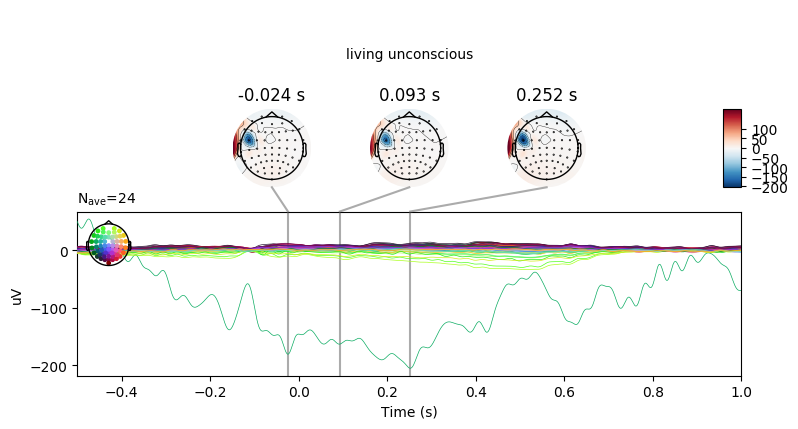 living unconscious
-0.024 s 0.093 s 0.252 s
100
50
0
−50
−100
−150
−200
N_ave=24
0
−100
−200
uV
−0.4 −0.2 0.0 0.2 0.4 0.6 0.8 1.0
Time (s)